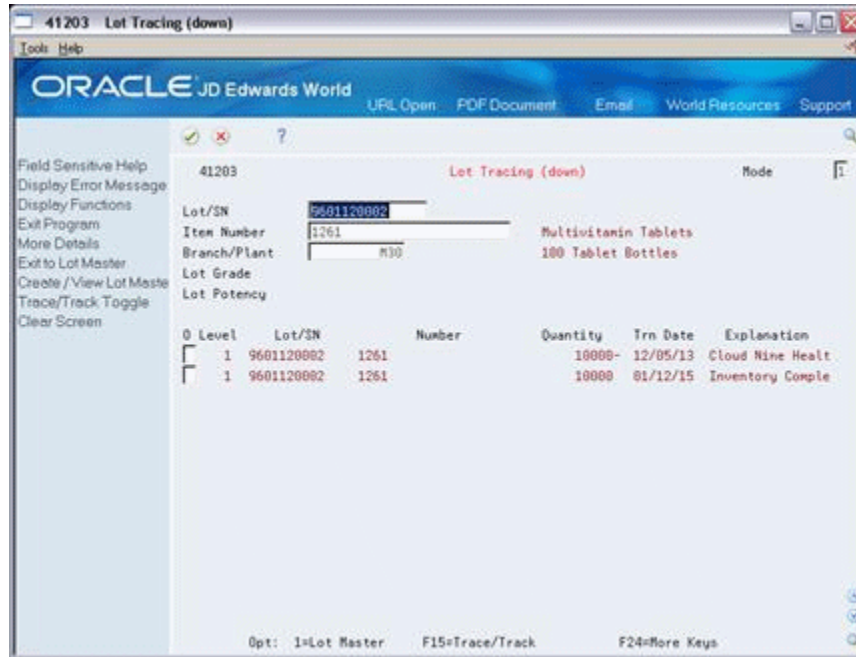 41203 Lot Tracing (down)
Tools Help
ORACLE JD Edwards World
URL Open PDF Document Email World Resources Support
?
Field Sensitive Help
Display Error Message
Display Functions
Exit Program
More Details
Exit to Lot Master
Create / View Lot Maste
Trace/Track Toggle
Clear Screen
41203 Lot Tracing (down) Mode 1
Lot/SN 9601120002
Item Number 1261 Multivitamin Tablets
Branch/Plant M30 100 Tablet Bottles
Lot Grade
Lot Potency
O Level Lot/SN Number Quantity Trn Date Explanation
1 9601120002 1261 10000- 12/05/13 Cloud Nine Healt
1 9601120002 1261 10000 01/12/15 Inventory Comple
Opt: 1=Lot Master F15=Trace/Track F24=More Keys